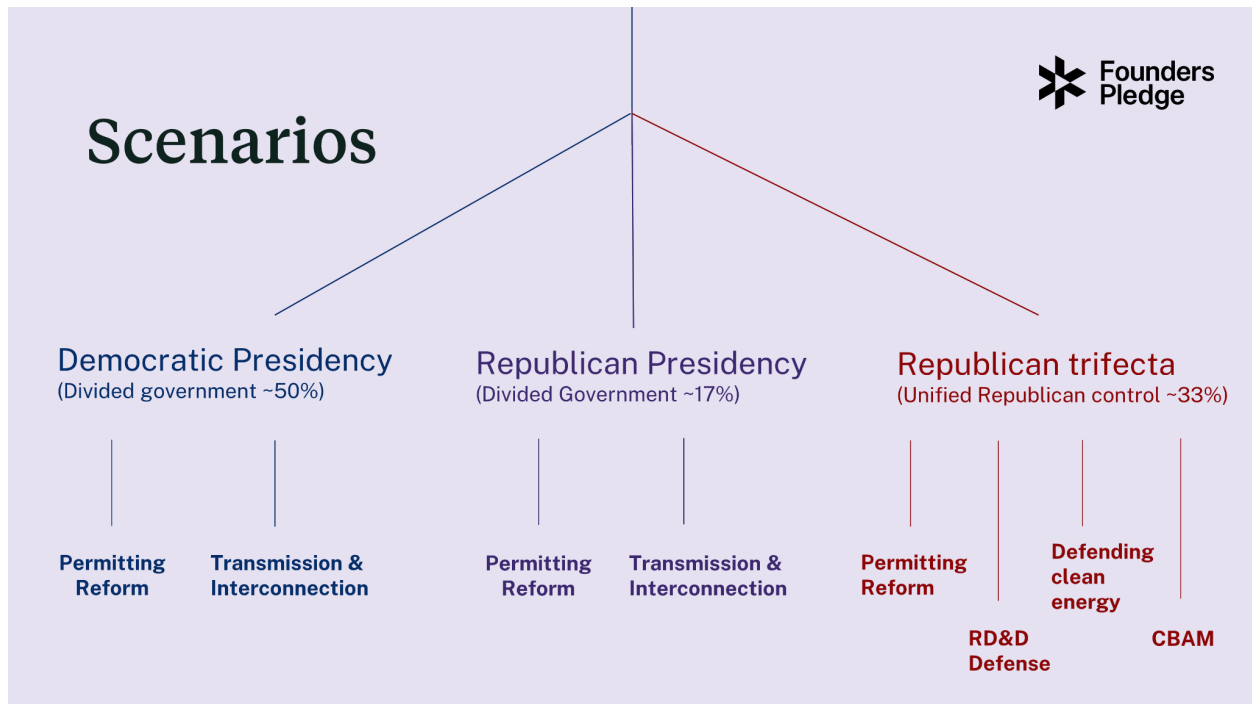 Scenarios
Founders
Pledge
Democratic Presidency
(Divided government ~50%)
Republican Presidency
(Divided Government ~17%)
Republican trifecta
(Unified Republican control ~33%)
Permitting
Reform
Transmission &
Interconnection
Permitting
Reform
Transmission &
Interconnection
Permitting
Reform
RD&D
Defense
Defending
clean
energy
CBAM